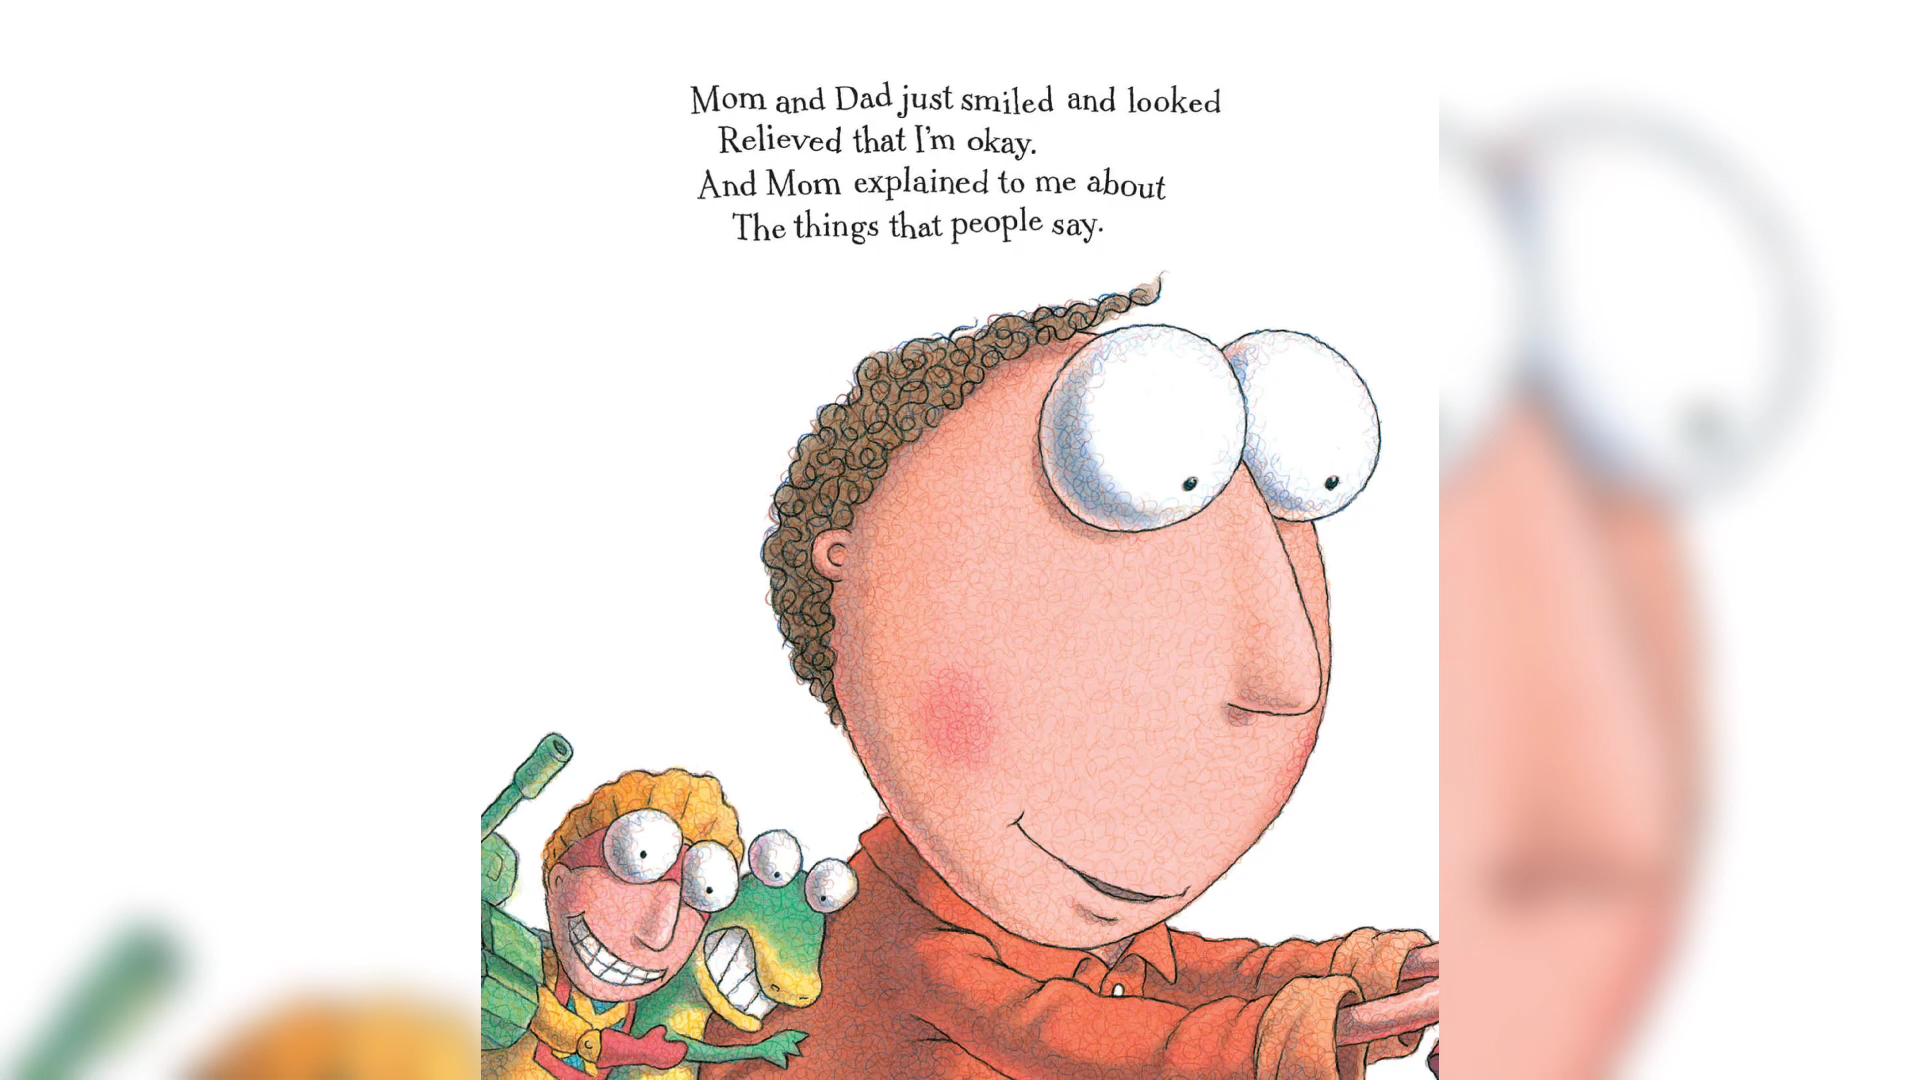 Mom and Dad just smiled and looked
Relieved that I'm okay.
And Mom explained to me about
The things that people say.